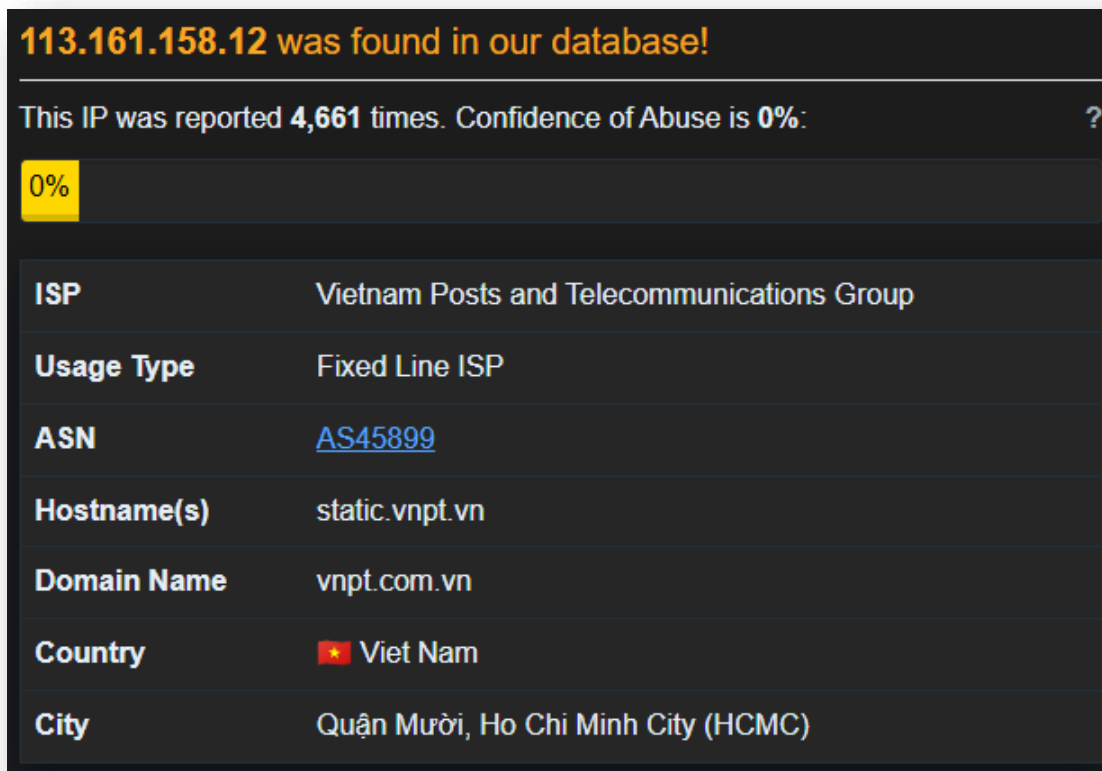 113.161.158.12 was found in our database!
This IP was reported 4,661 times. Confidence of Abuse is 0%: ?
0%
ISP Vietnam Posts and Telecommunications Group
Usage Type Fixed Line ISP
ASN AS45899
Hostname(s) static.vnpt.vn
Domain Name vnpt.com.vn
Country Viet Nam
City Quận Mười, Ho Chi Minh City (HCMC)